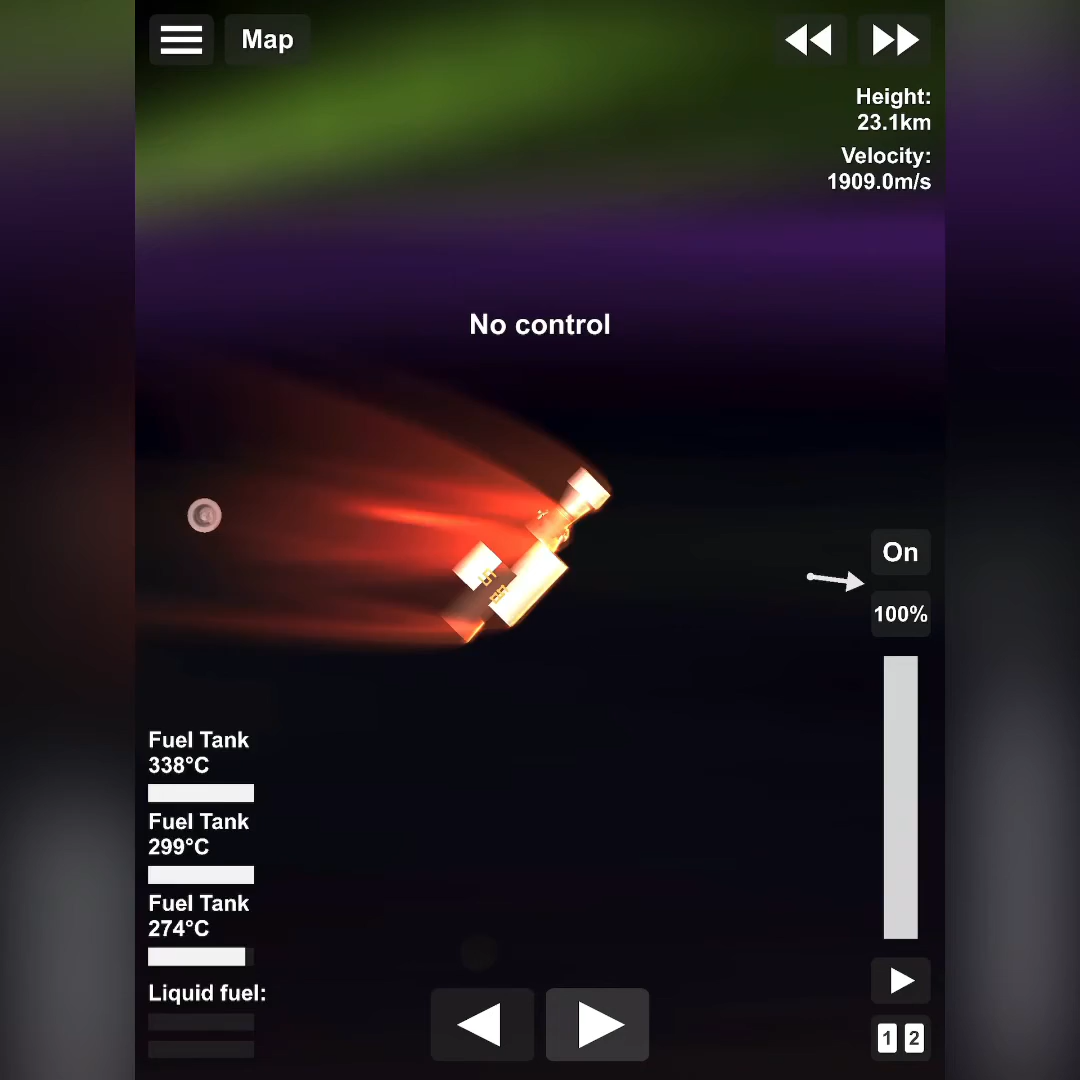 Map
Height:
23.1km
Velocity:
1909.0m/s
No control
On
100%
Fuel Tank
338°C
Fuel Tank
299°C
Fuel Tank
274°C
Liquid fuel:
1 2